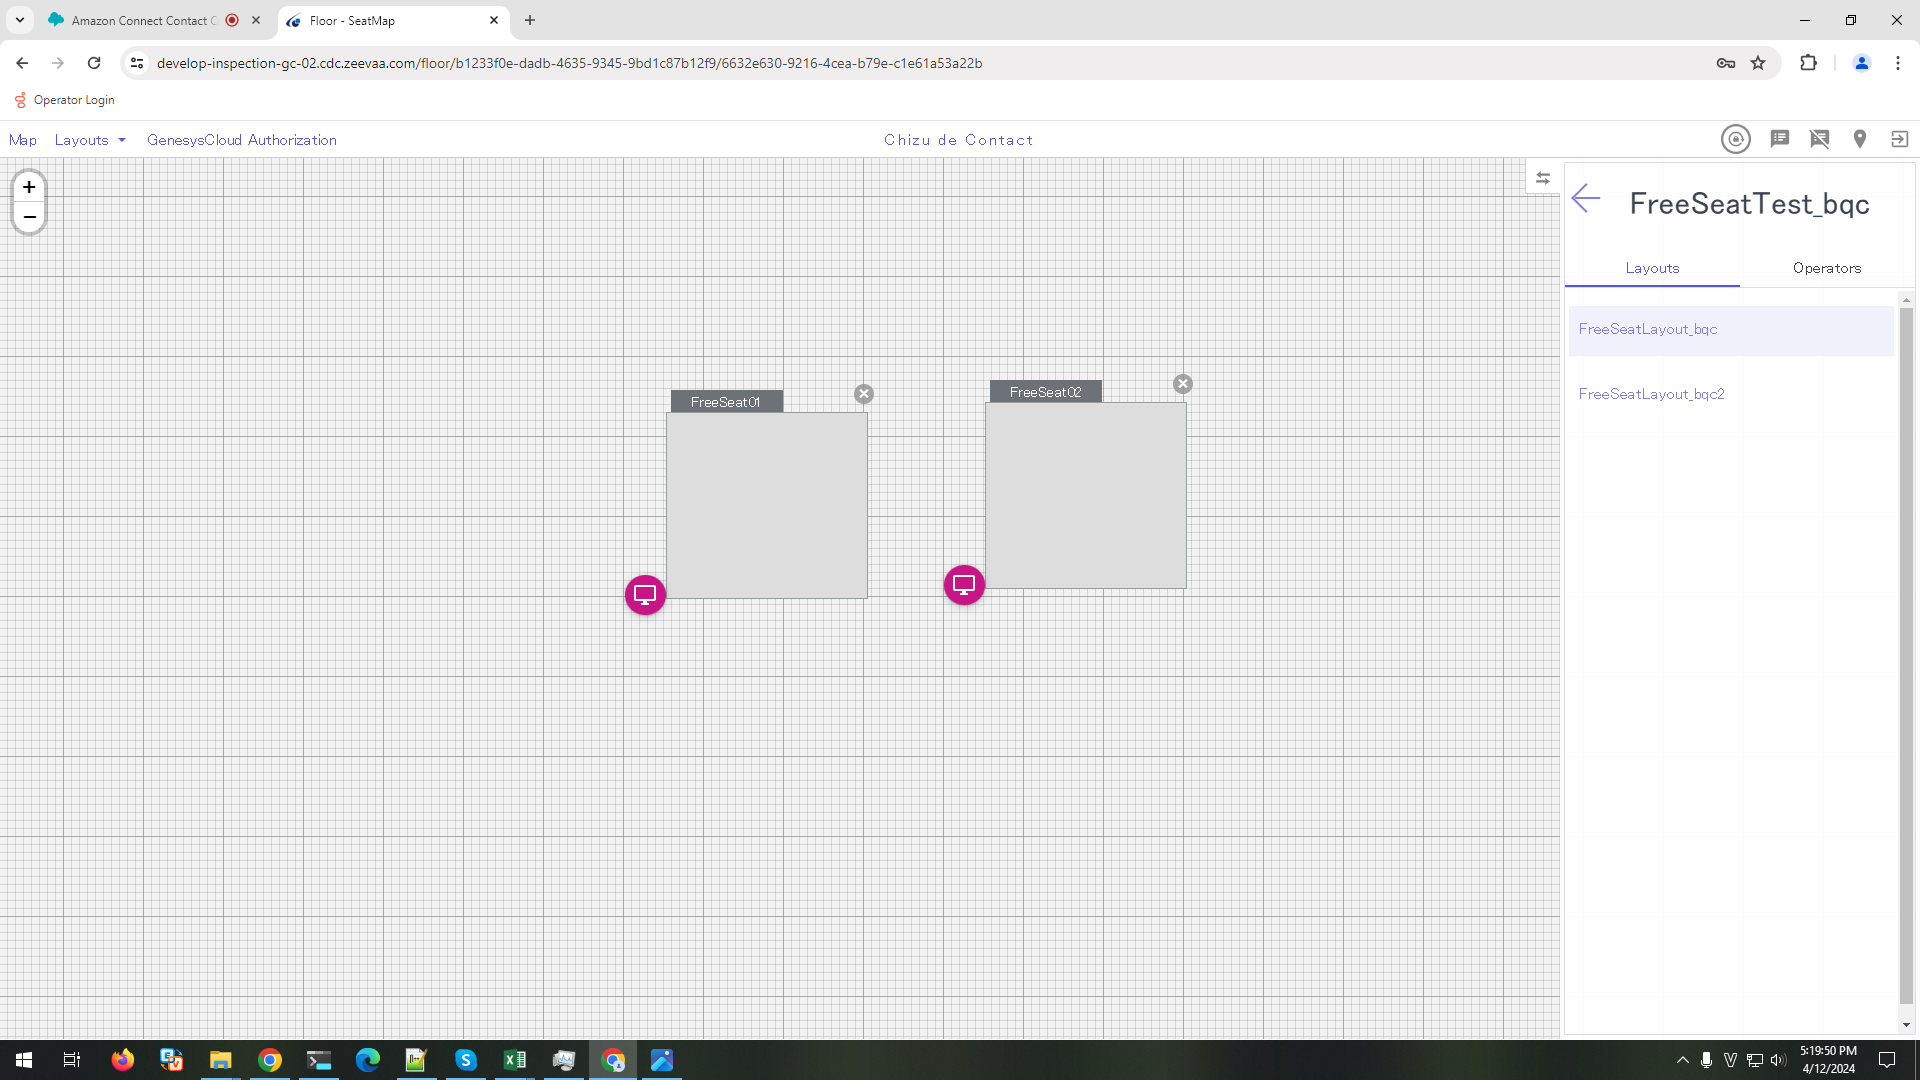 Amazon Connect Contact C
Floor - SeatMap
develop-inspection-gc-02.cdc.zeevaa.com/floor/b1233f0e-dadb-4635-9345-9bd1c87b12f9/6632e630-9216-4cea-b79e-c1e61a53a22b
Operator Login
Map Layouts GenesysCloud Authorization Chizu de Contact
+
−
FreeSeatTest_bqc
Layouts Operators
FreeSeatLayout_bqc
FreeSeatLayout_bqc2
FreeSeat01
FreeSeat02
5:19:50 PM
4/12/2024